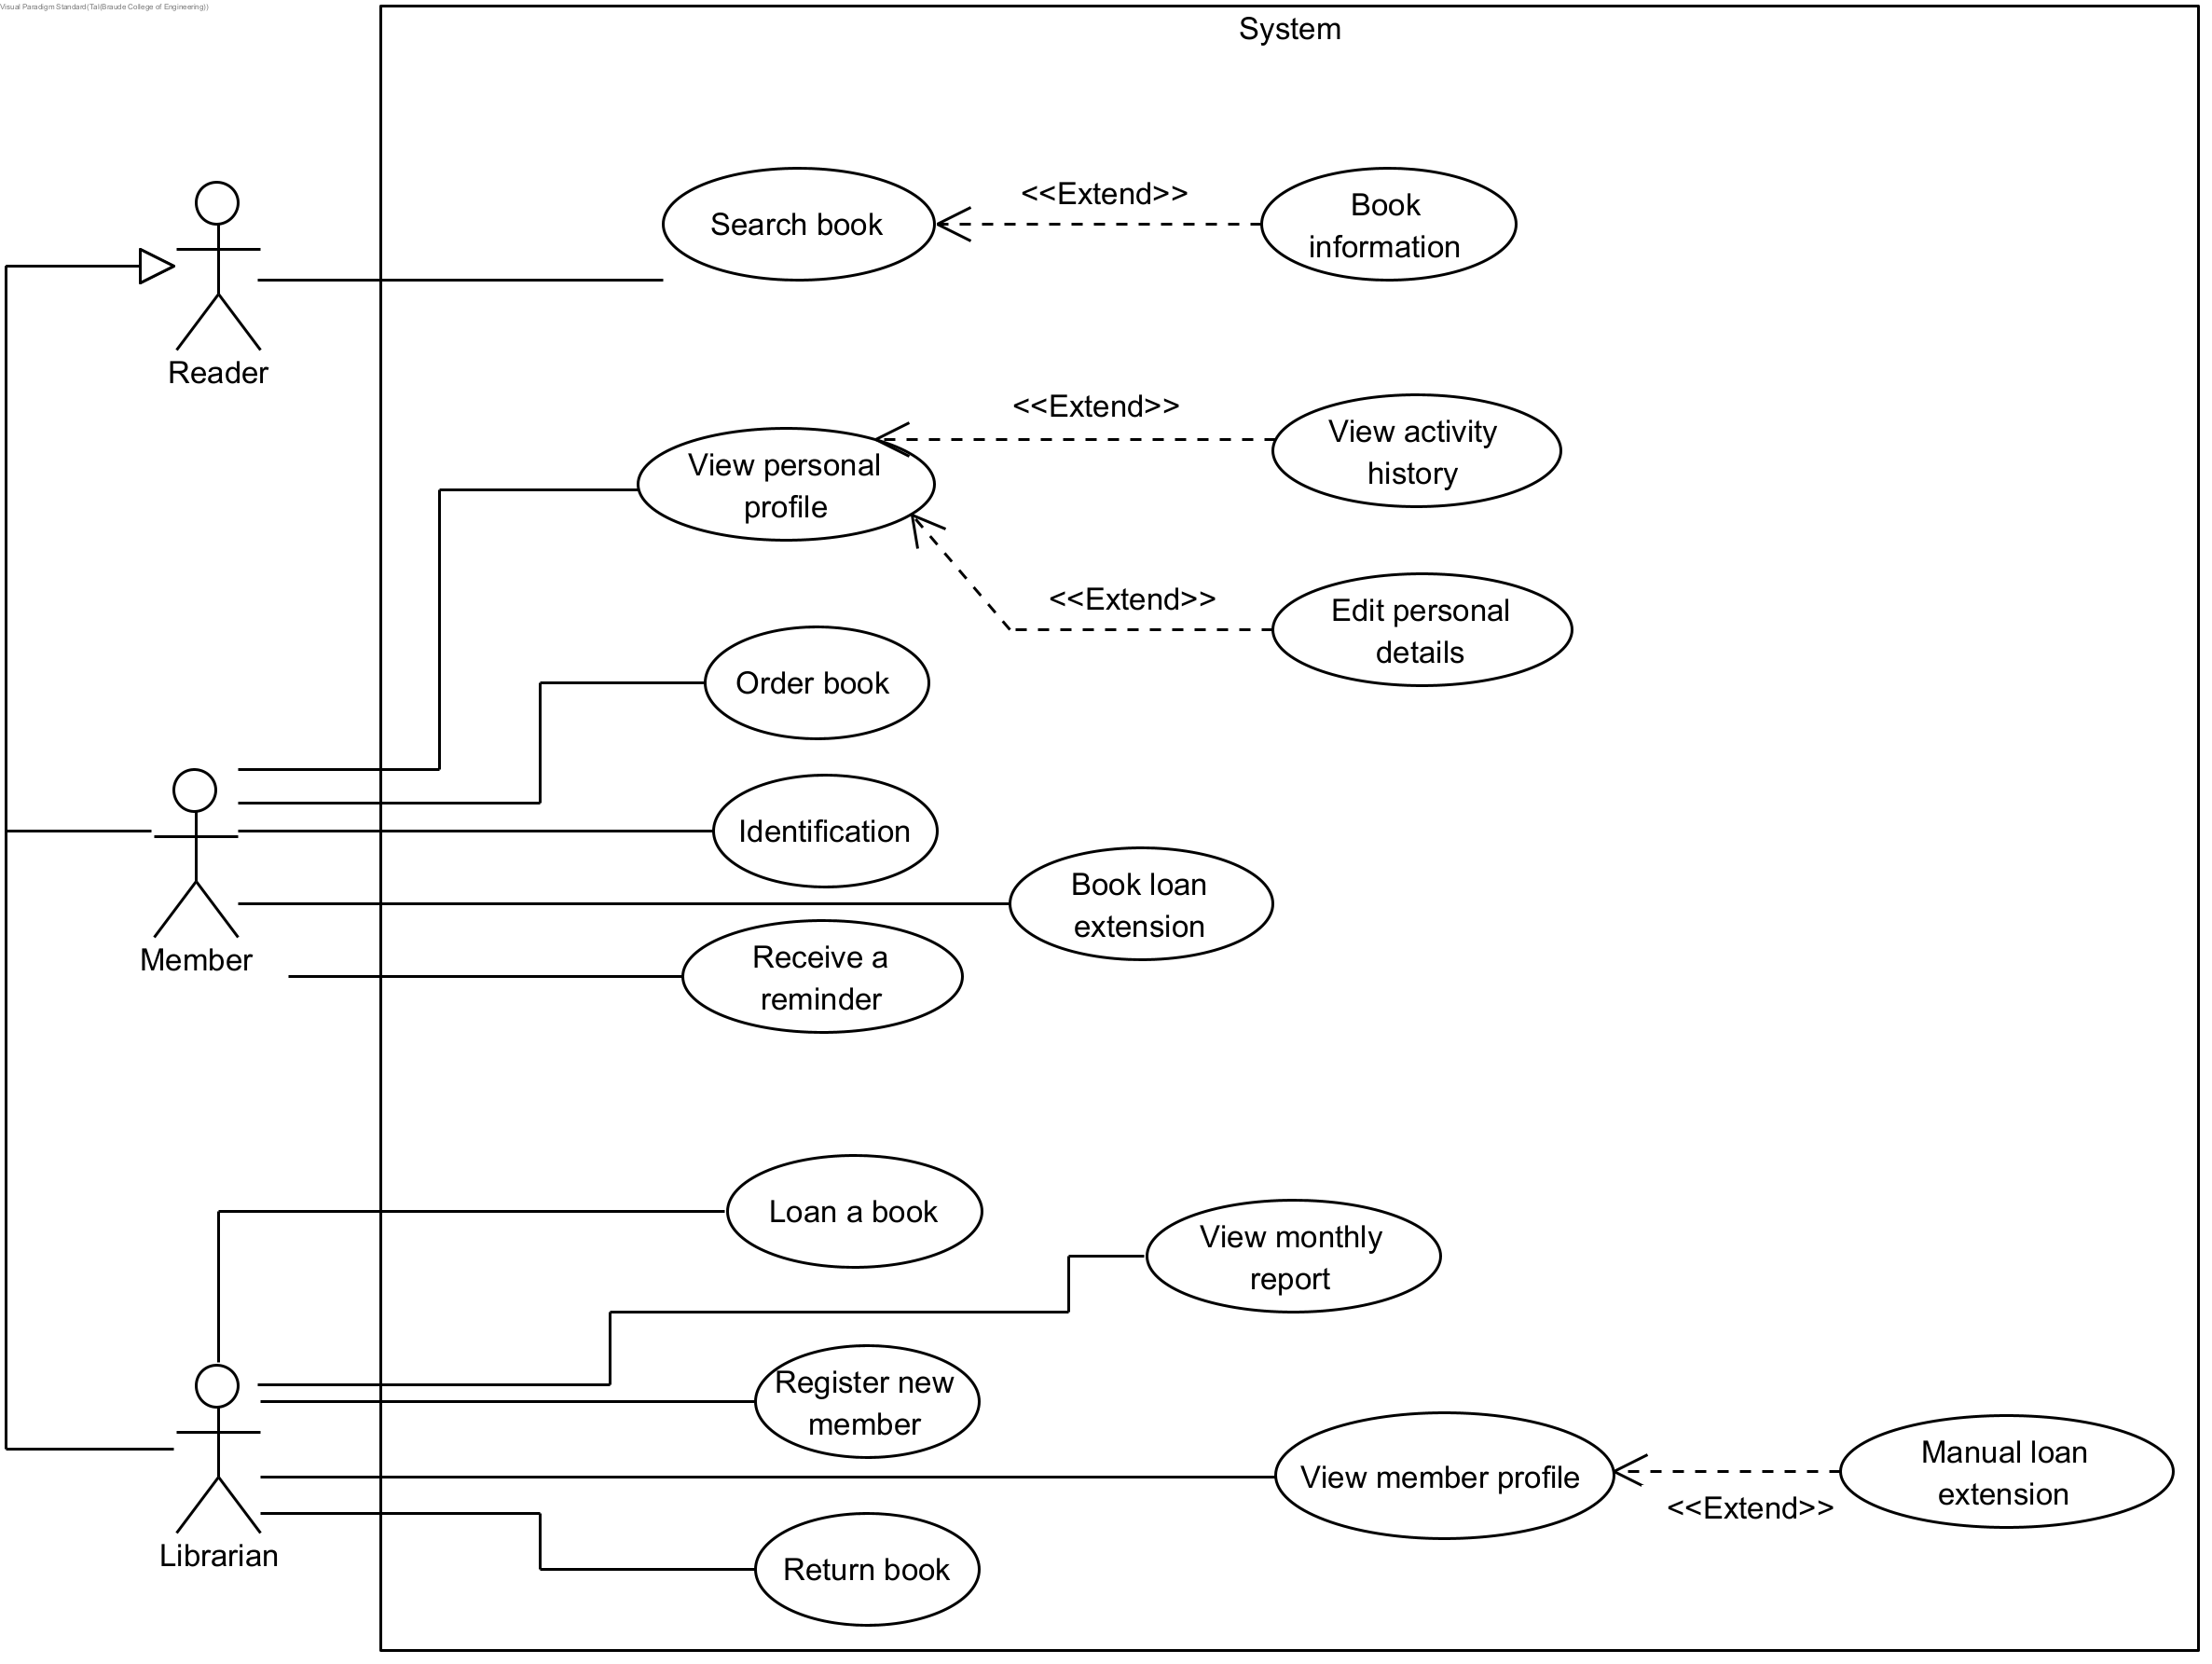 Visual Paradigm Standard(Tal(Braude College of Engineering))
System
Search book
<<Extend>>
Book
information
Reader
<<Extend>>
View activity
history
View personal
profile
<<Extend>>
Edit personal
details
Order book
Identification
Book loan
extension
Member
Receive a
reminder
Loan a book
View monthly
report
Register new
member
View member profile
Manual loan
extension
<<Extend>>
Librarian
Return book